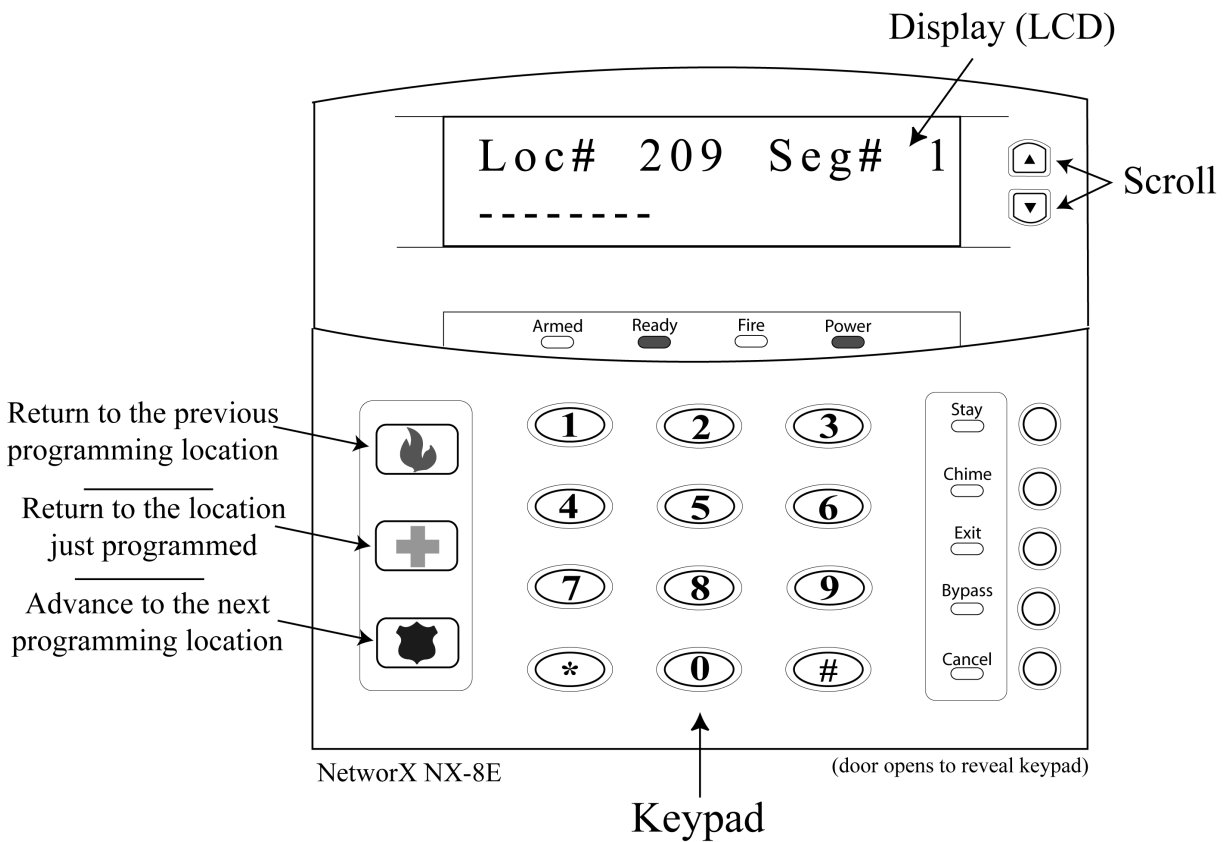 Display (LCD)
Loc# 209 Seg# 1
--------
Scroll
Armed Ready Fire Power
Return to the previous
programming location
Return to the location
just programmed
Advance to the next
programming location
1 2 3
4 5 6
7 8 9
* 0 #
Stay
Chime
Exit
Bypass
Cancel
NetworX NX-8E
(door opens to reveal keypad)
Keypad